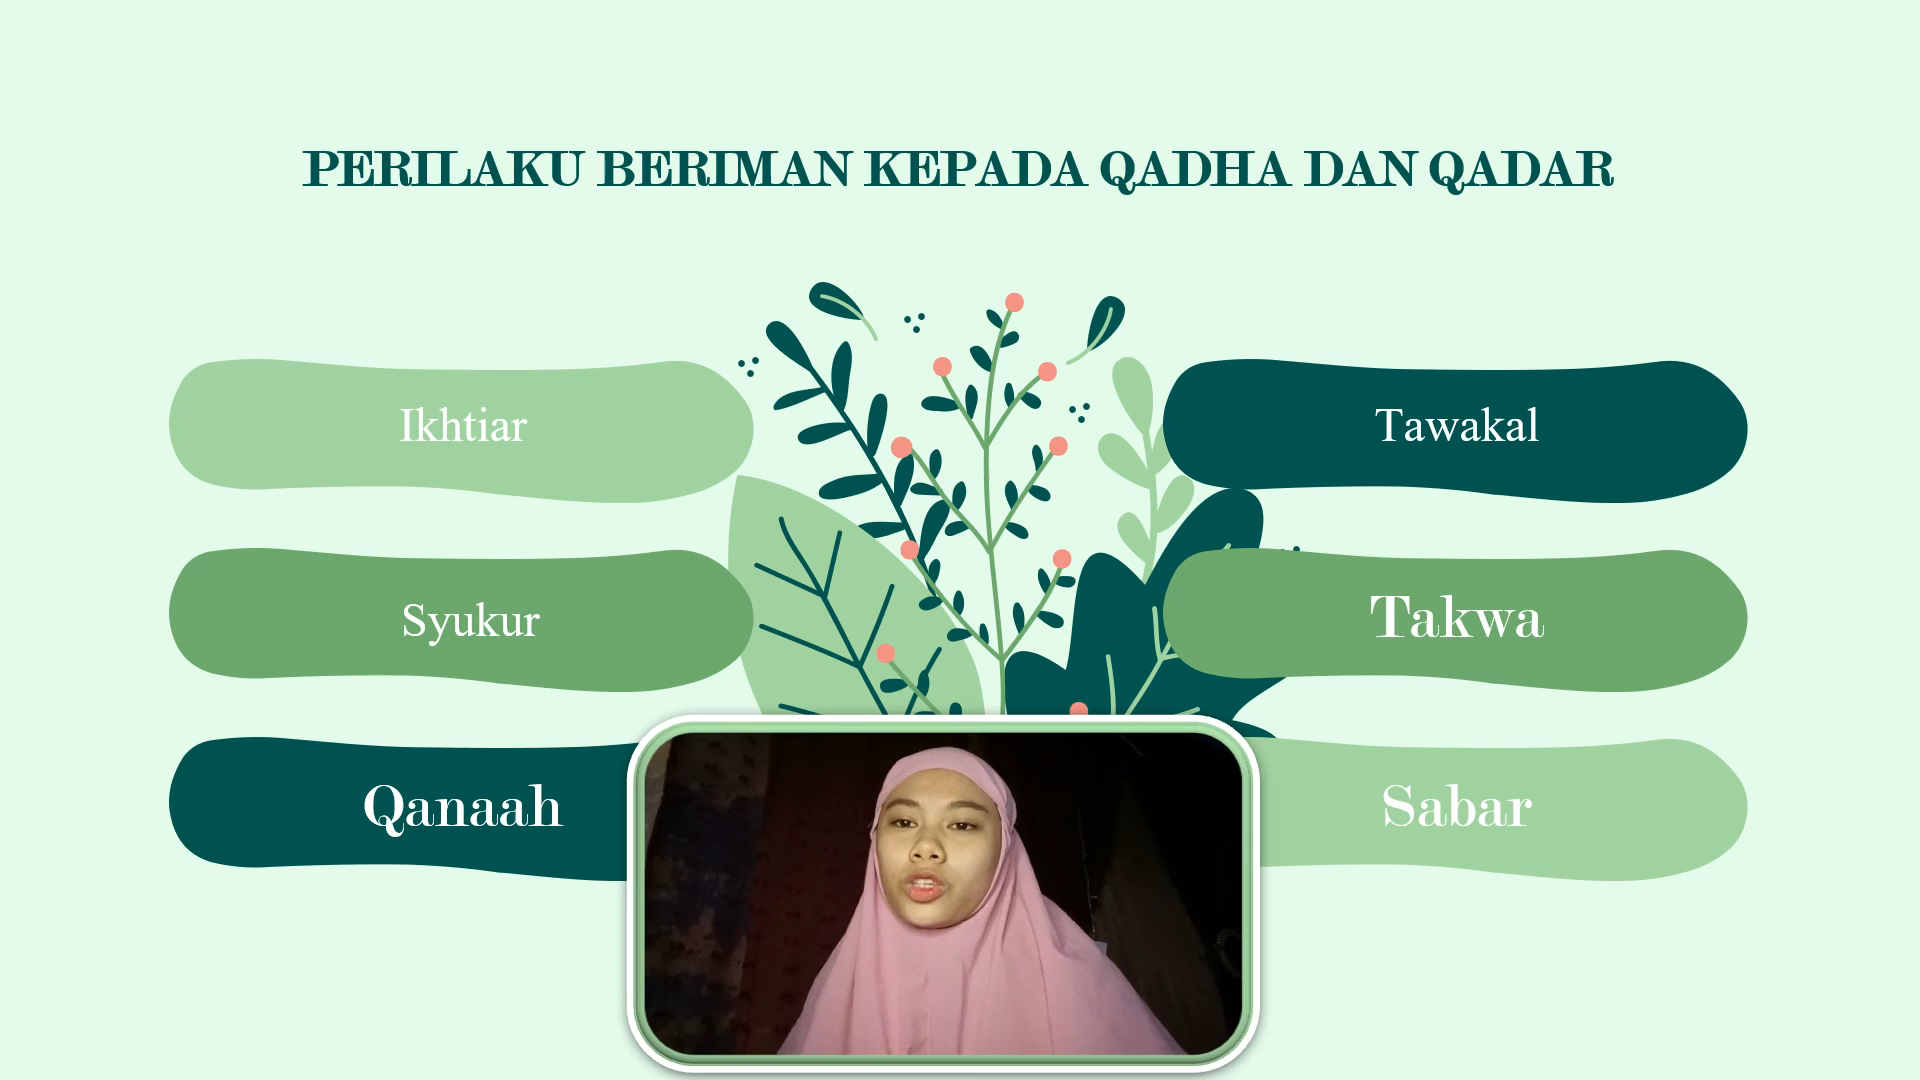 PERILAKU BERIMAN KEPADA QADHA DAN QADAR
Ikhtiar
Tawakal
Syukur
Takwa
Qanaah
Sabar